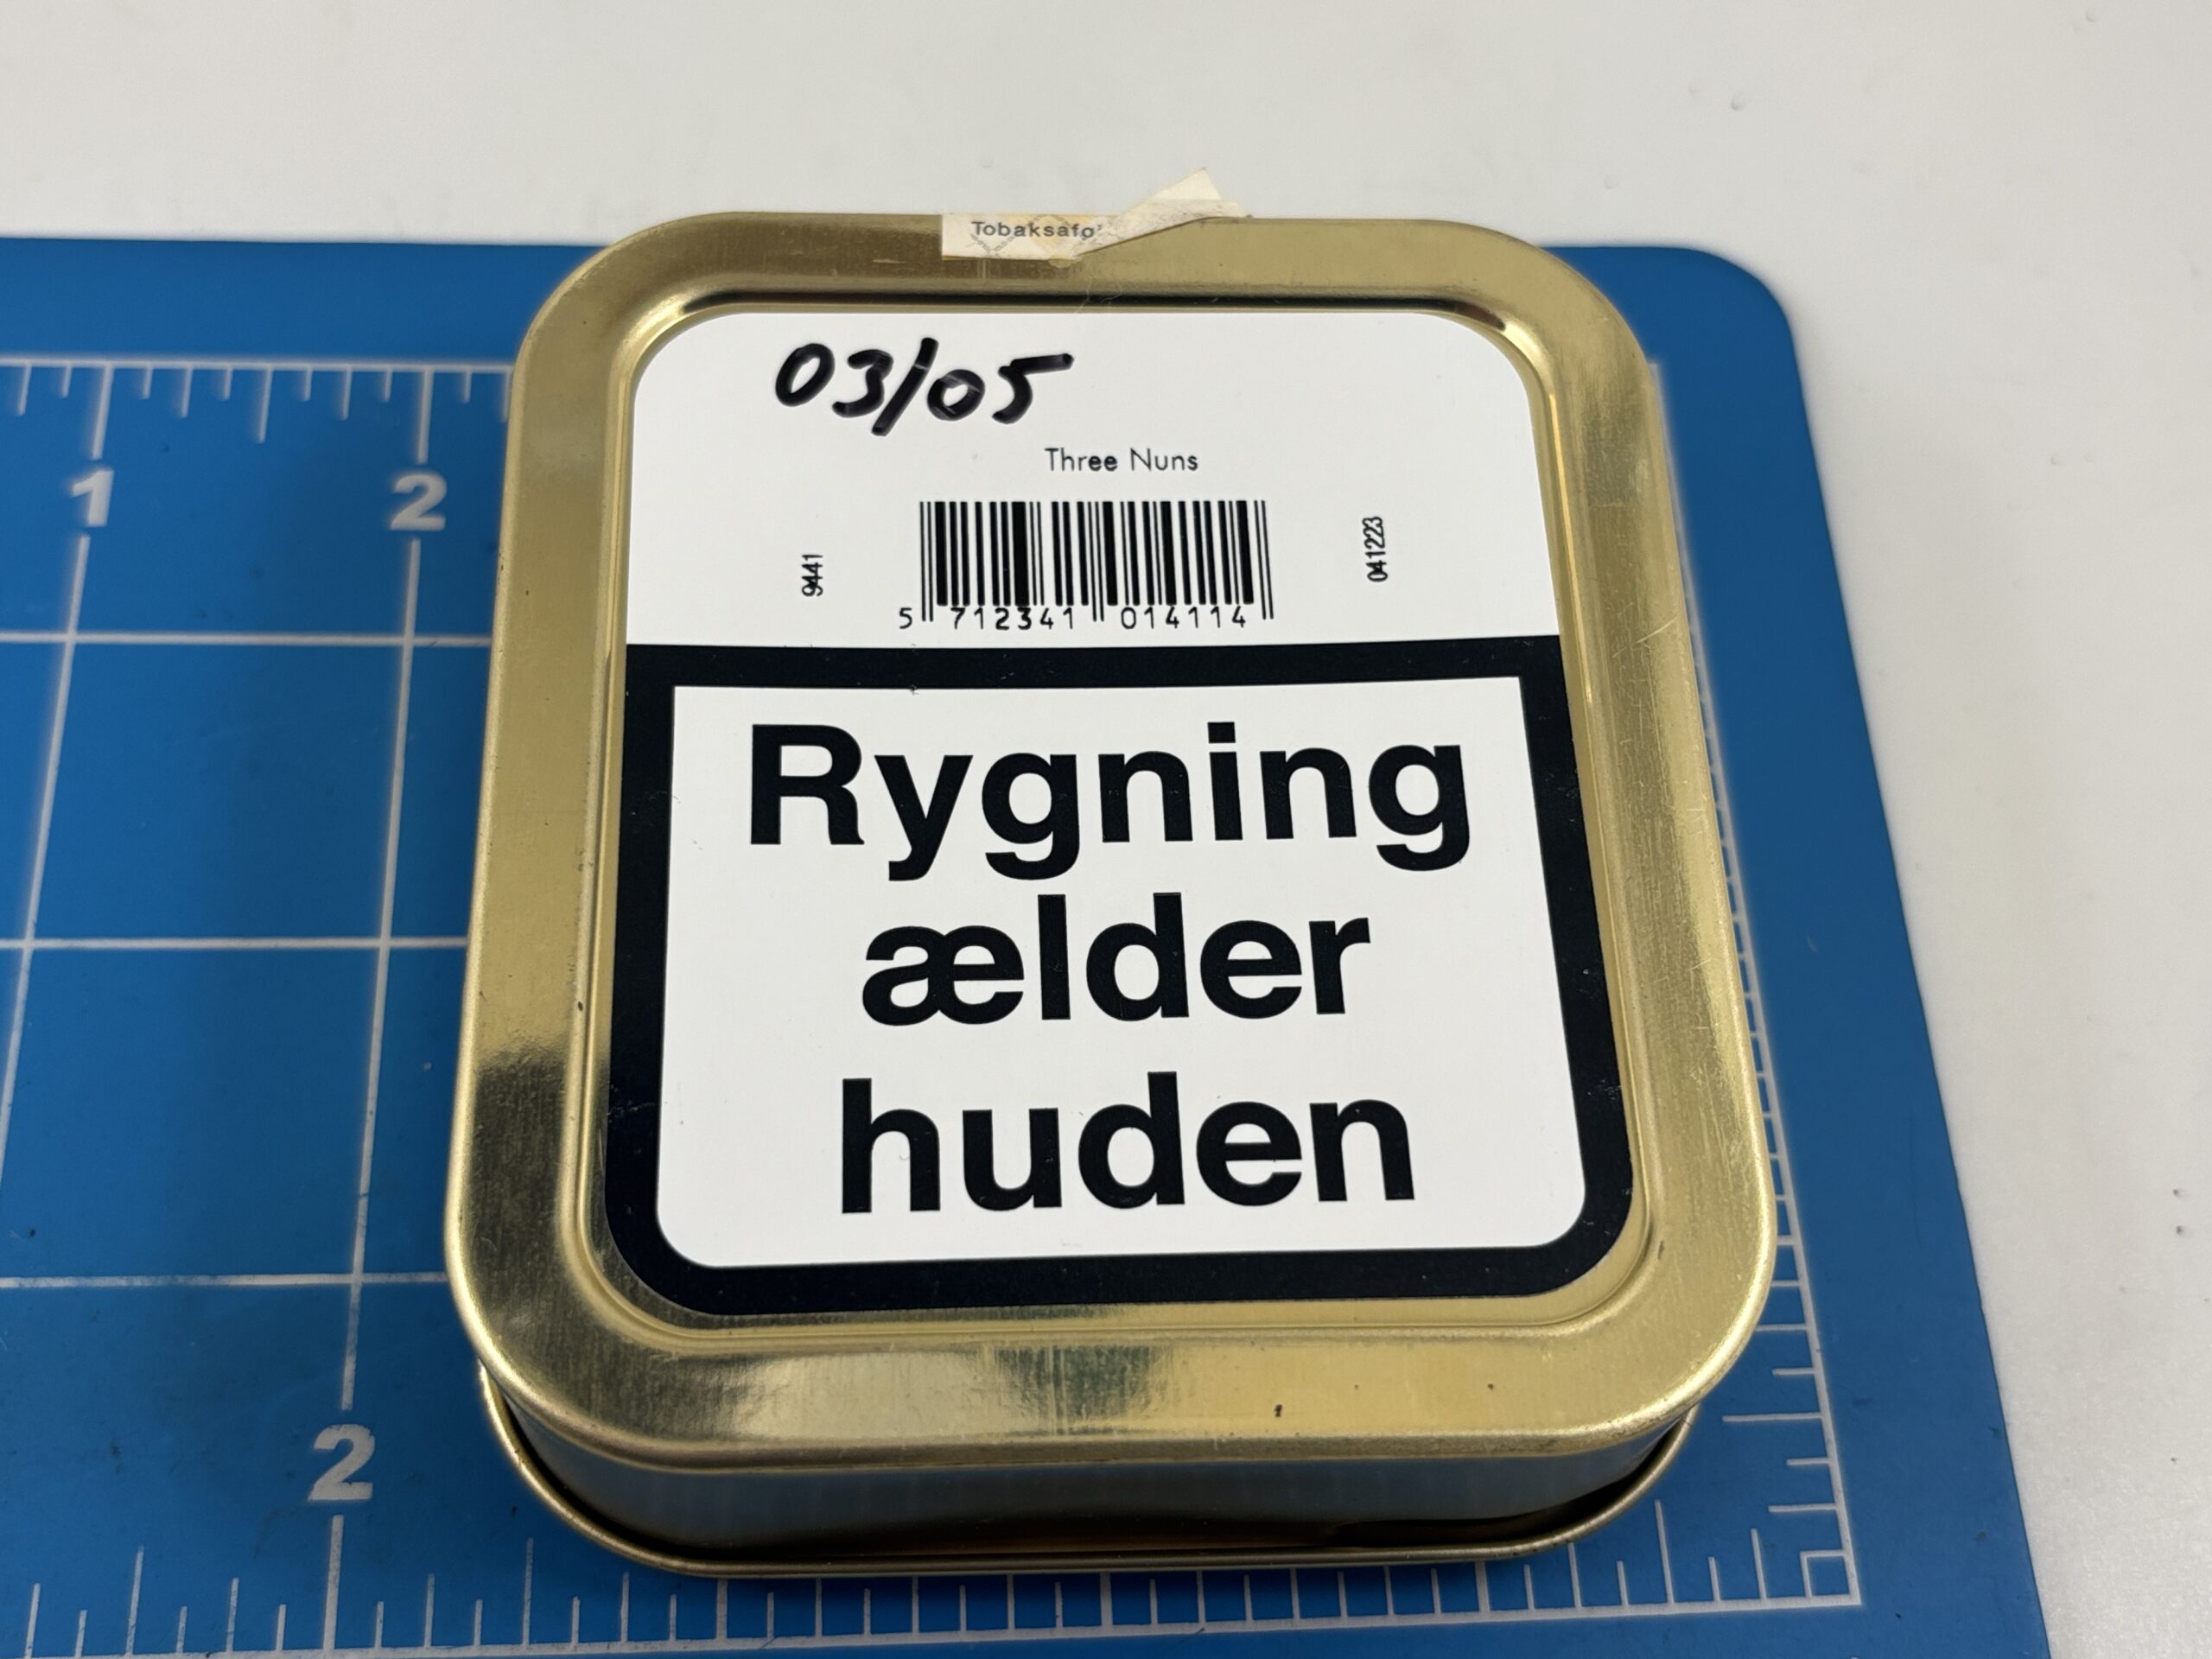 Tobaksafg
03/05
Three Nuns
9441
041223
5 712341 014114
Rygning
ælder
huden
1
2
2